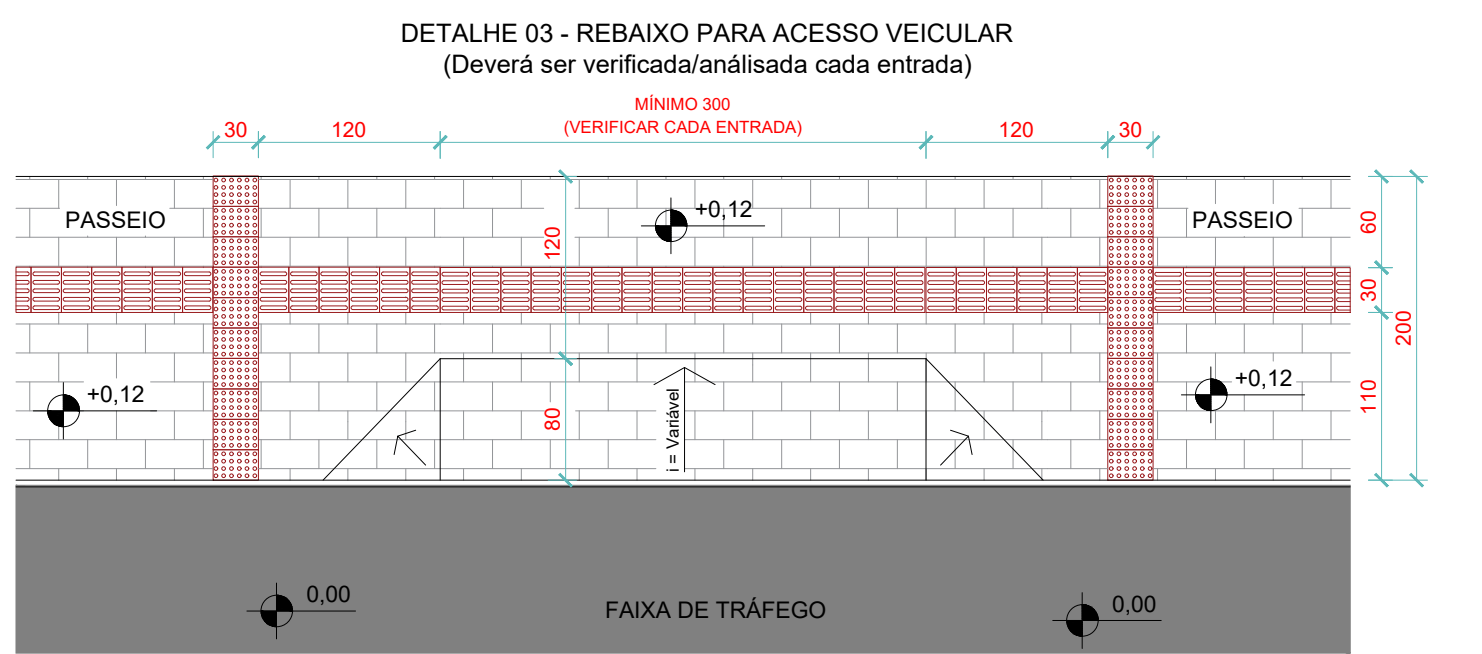 DETALHE 03 - REBAIXO PARA ACESSO VEICULAR
(Deverá ser verificada/análisada cada entrada)
MÍNIMO 300
(VERIFICAR CADA ENTRADA)
30
120
120
30
PASSEIO
+0,12
PASSEIO
120
60
30
200
+0,12
80
i = Variável
+0,12
110
0,00
FAIXA DE TRÁFEGO
0,00